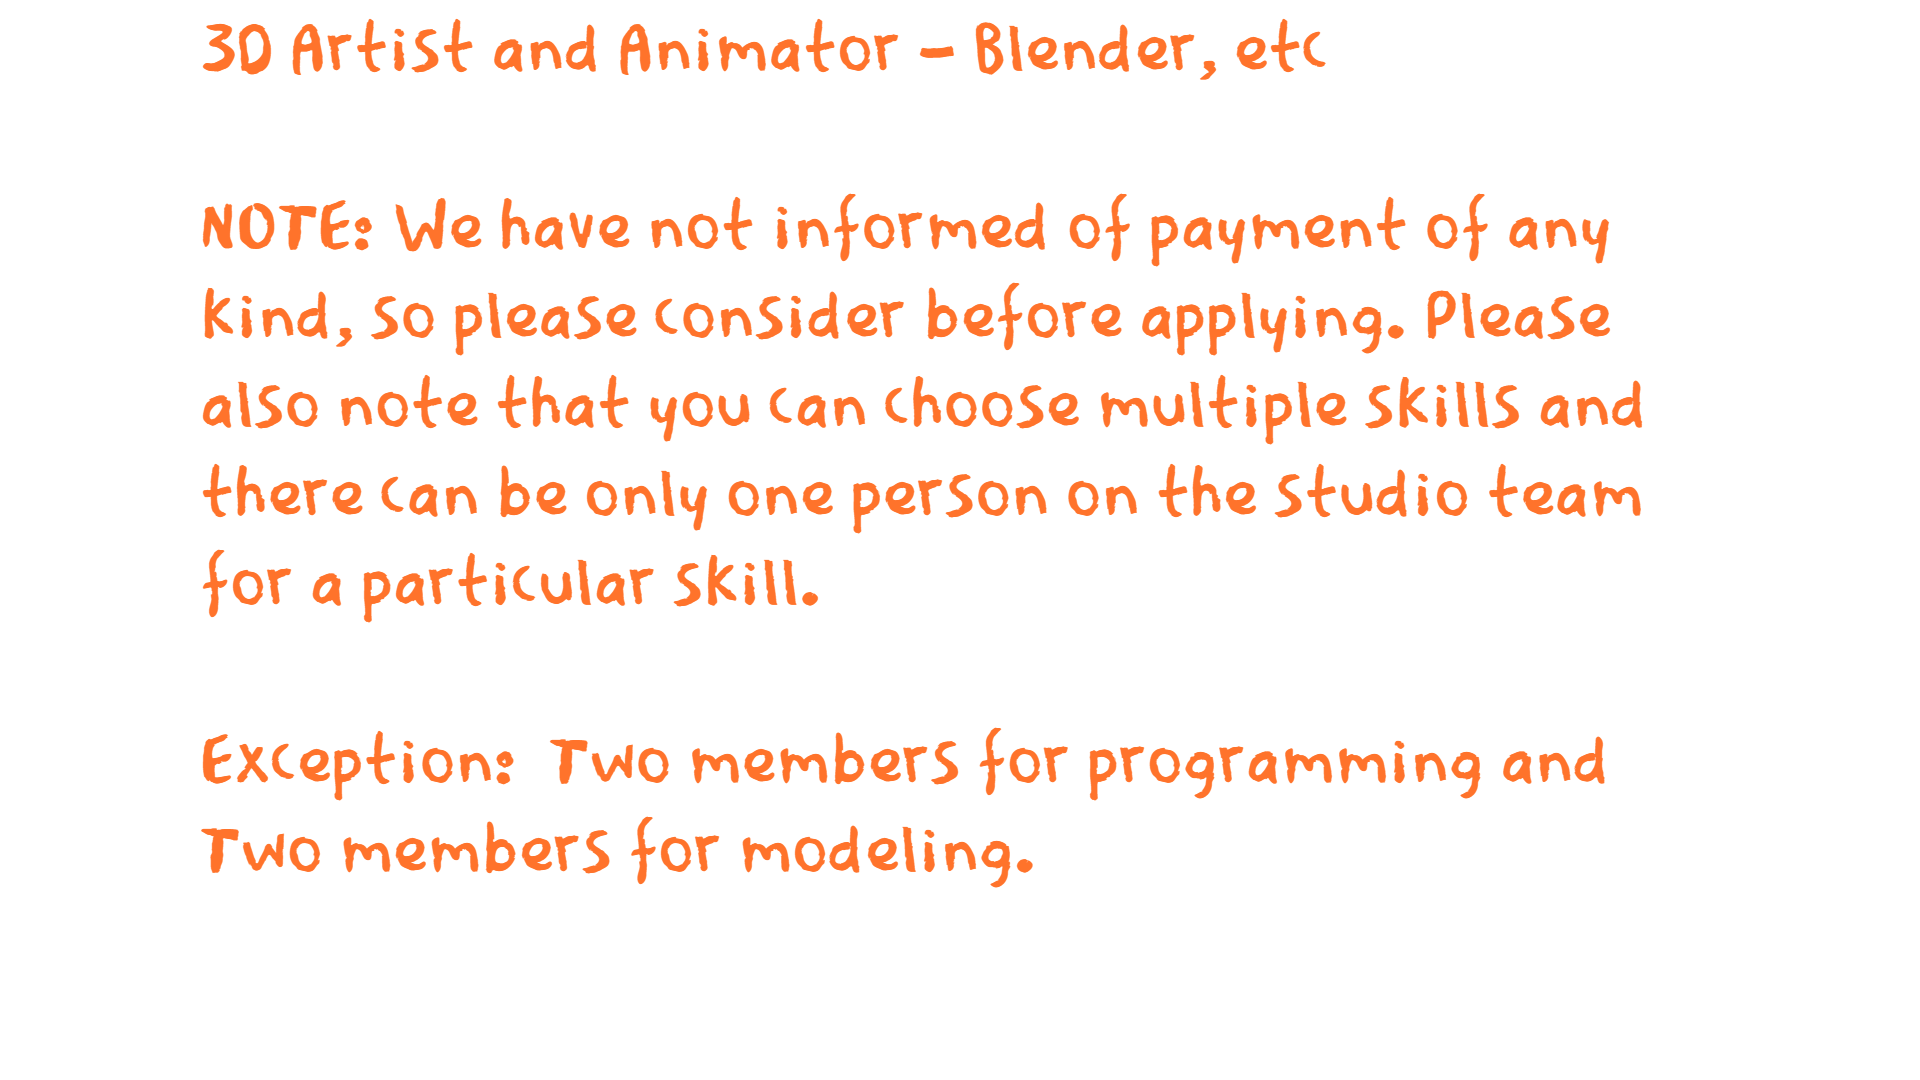 3D Artist and Animator - Blender, etc
NOTE: We have not informed of payment of any
kind, so please consider before applying. Please
also note that you can choose multiple skills and
there can be only one person on the studio team
for a particular skill.
Exception: Two members for programming and
Two members for modeling.